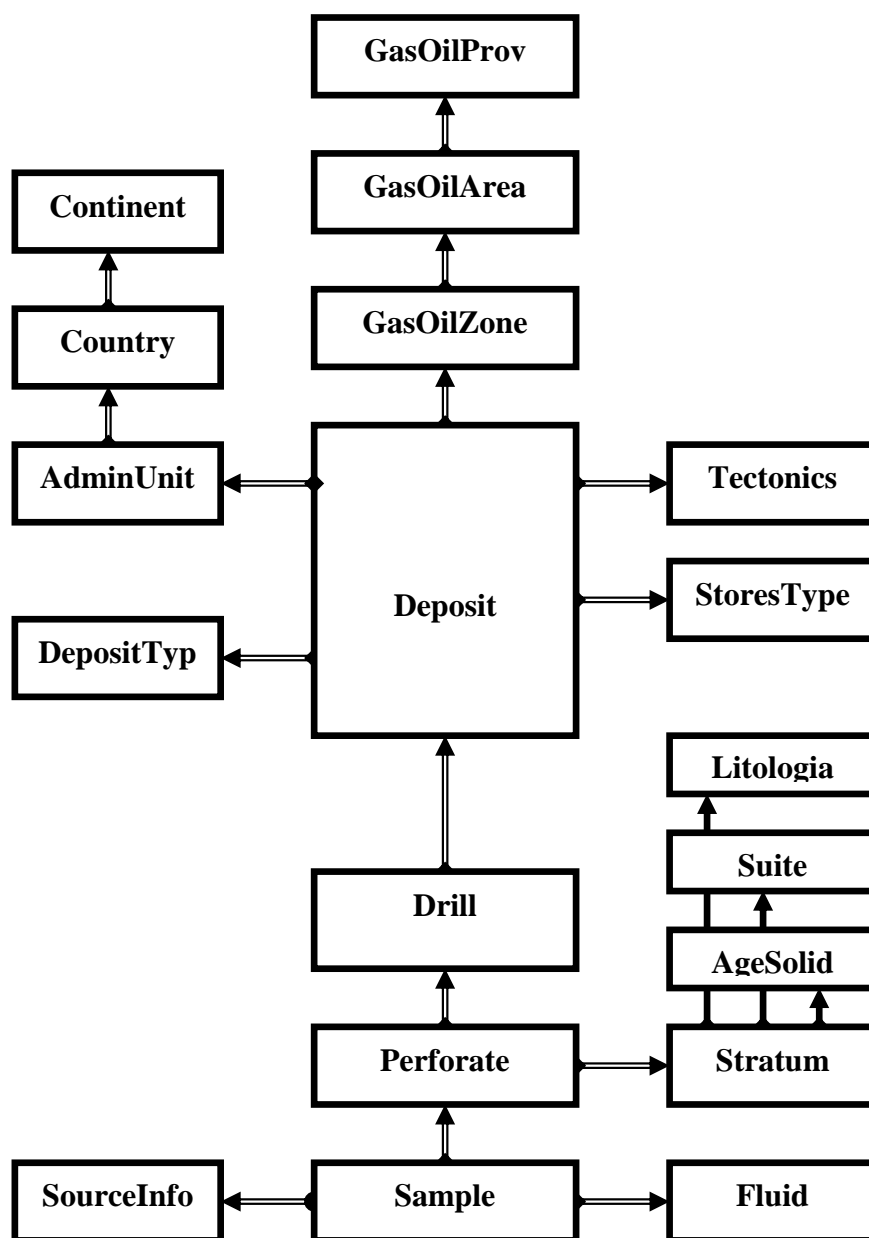 GasOilProv
GasOilArea
Continent
GasOilZone
Country
AdminUnit
Tectonics
Deposit
StoresType
DepositTyp
Litologia
Suite
Drill
AgeSolid
Perforate
Stratum
SourceInfo
Sample
Fluid